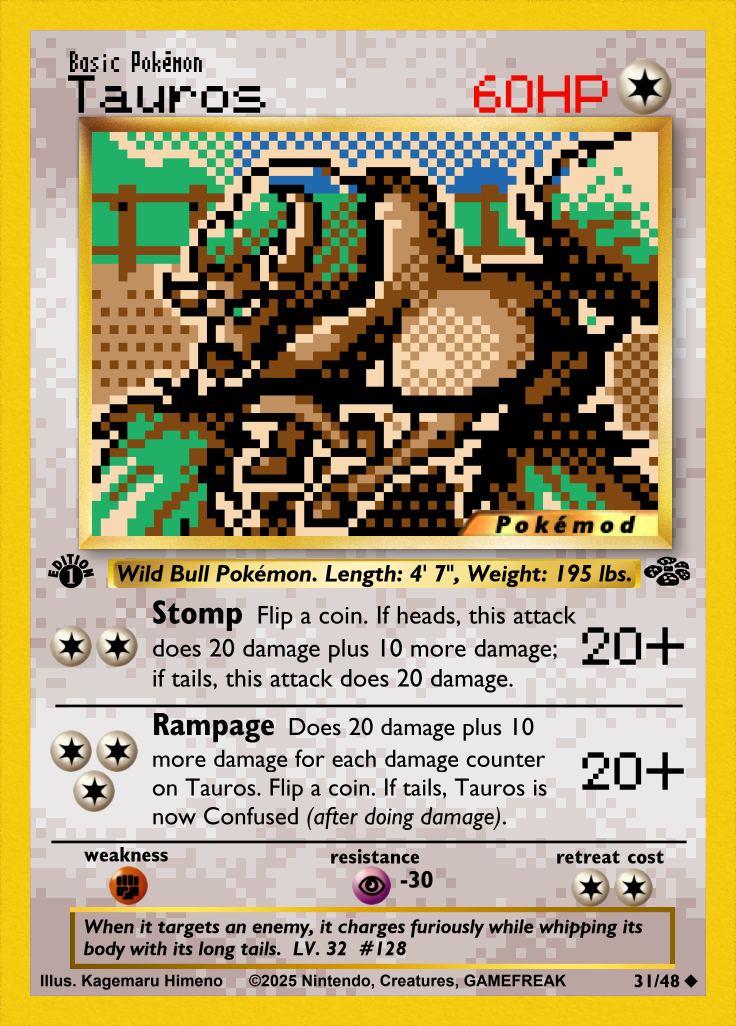 Basic Pokémon
Tauros
60HP
Pokémod
EDITION
1
Wild Bull Pokémon. Length: 4' 7", Weight: 195 lbs.
Stomp Flip a coin. If heads, this attack
does 20 damage plus 10 more damage;
if tails, this attack does 20 damage.
20+
Rampage Does 20 damage plus 10
more damage for each damage counter
on Tauros. Flip a coin. If tails, Tauros is
now Confused (after doing damage).
20+
weakness
resistance
retreat cost
-30
When it targets an enemy, it charges furiously while whipping its
body with its long tails. LV. 32 #128
Illus. Kagemaru Himeno ©2025 Nintendo, Creatures, GAMEFREAK 31/48